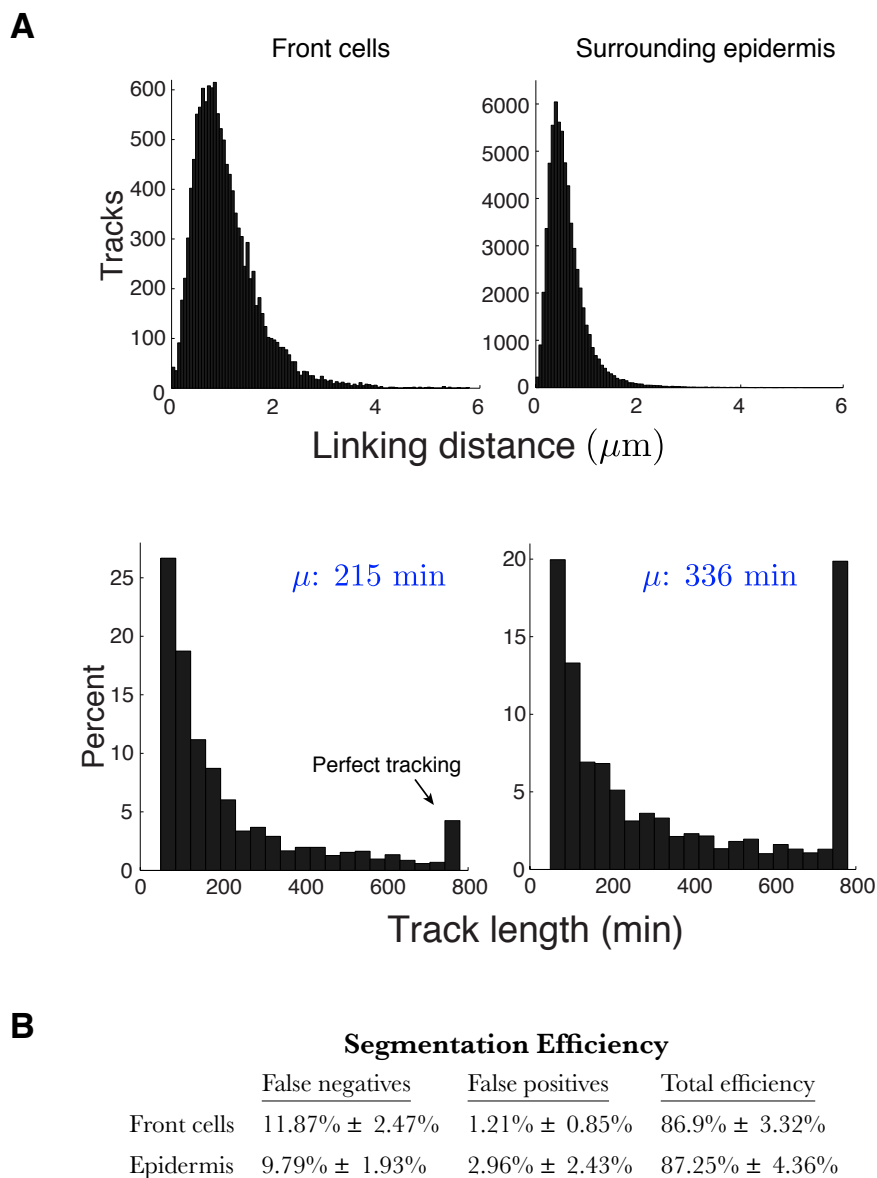 A
Front cells
Surrounding epidermis
600
500
400
300
200
100
0
Tracks
0 2 4 6
6000
5000
4000
3000
2000
1000
0
0 2 4 6
Linking distance (μm)
μ: 215 min
25
20
15
10
5
0
Percent
Perfect tracking
0 200 400 600 800
μ: 336 min
20
15
10
5
0
0 200 400 600 800
Track length (min)
B
Segmentation Efficiency
False negatives False positives Total efficiency
Front cells 11.87% ± 2.47% 1.21% ± 0.85% 86.9% ± 3.32%
Epidermis 9.79% ± 1.93% 2.96% ± 2.43% 87.25% ± 4.36%